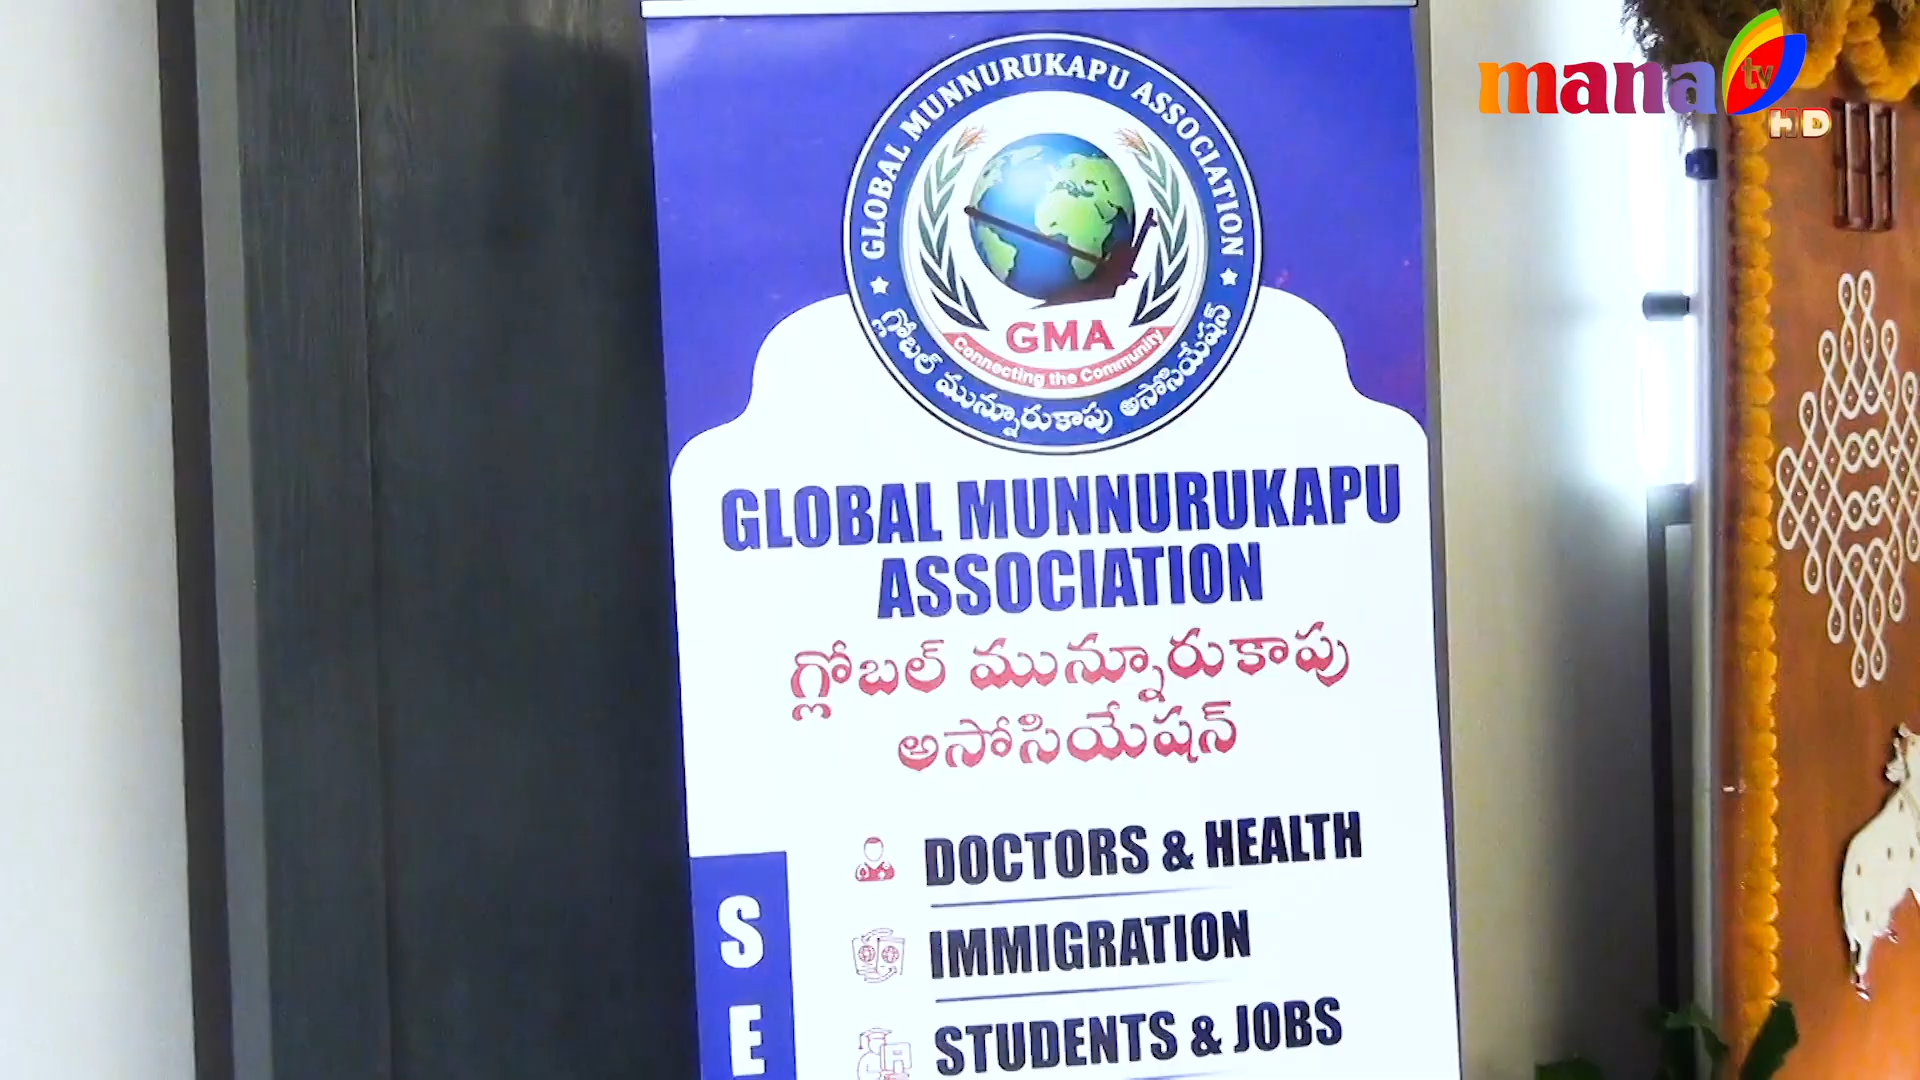 mana tv
HD
GLOBAL MUNNURUKAPU ASSOCIATION
GMA
Connecting the Community
గ్లోబల్ మున్నూరుకాపు అసోసియేషన్
GLOBAL MUNNURUKAPU
ASSOCIATION
గ్లోబల్ మున్నూరుకాపు
అసోసియేషన్
DOCTORS & HEALTH
IMMIGRATION
STUDENTS & JOBS
S
E